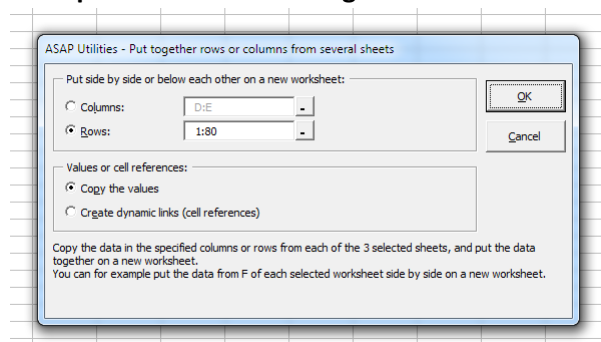 ASAP Utilities - Put together rows or columns from several sheets
Put side by side or below each other on a new worksheet:
Columns: D:E -
Rows: 1:80 -
OK
Cancel
Values or cell references:
Copy the values
Create dynamic links (cell references)
Copy the data in the specified columns or rows from each of the 3 selected sheets, and put the data
together on a new worksheet.
You can for example put the data from F of each selected worksheet side by side on a new worksheet.